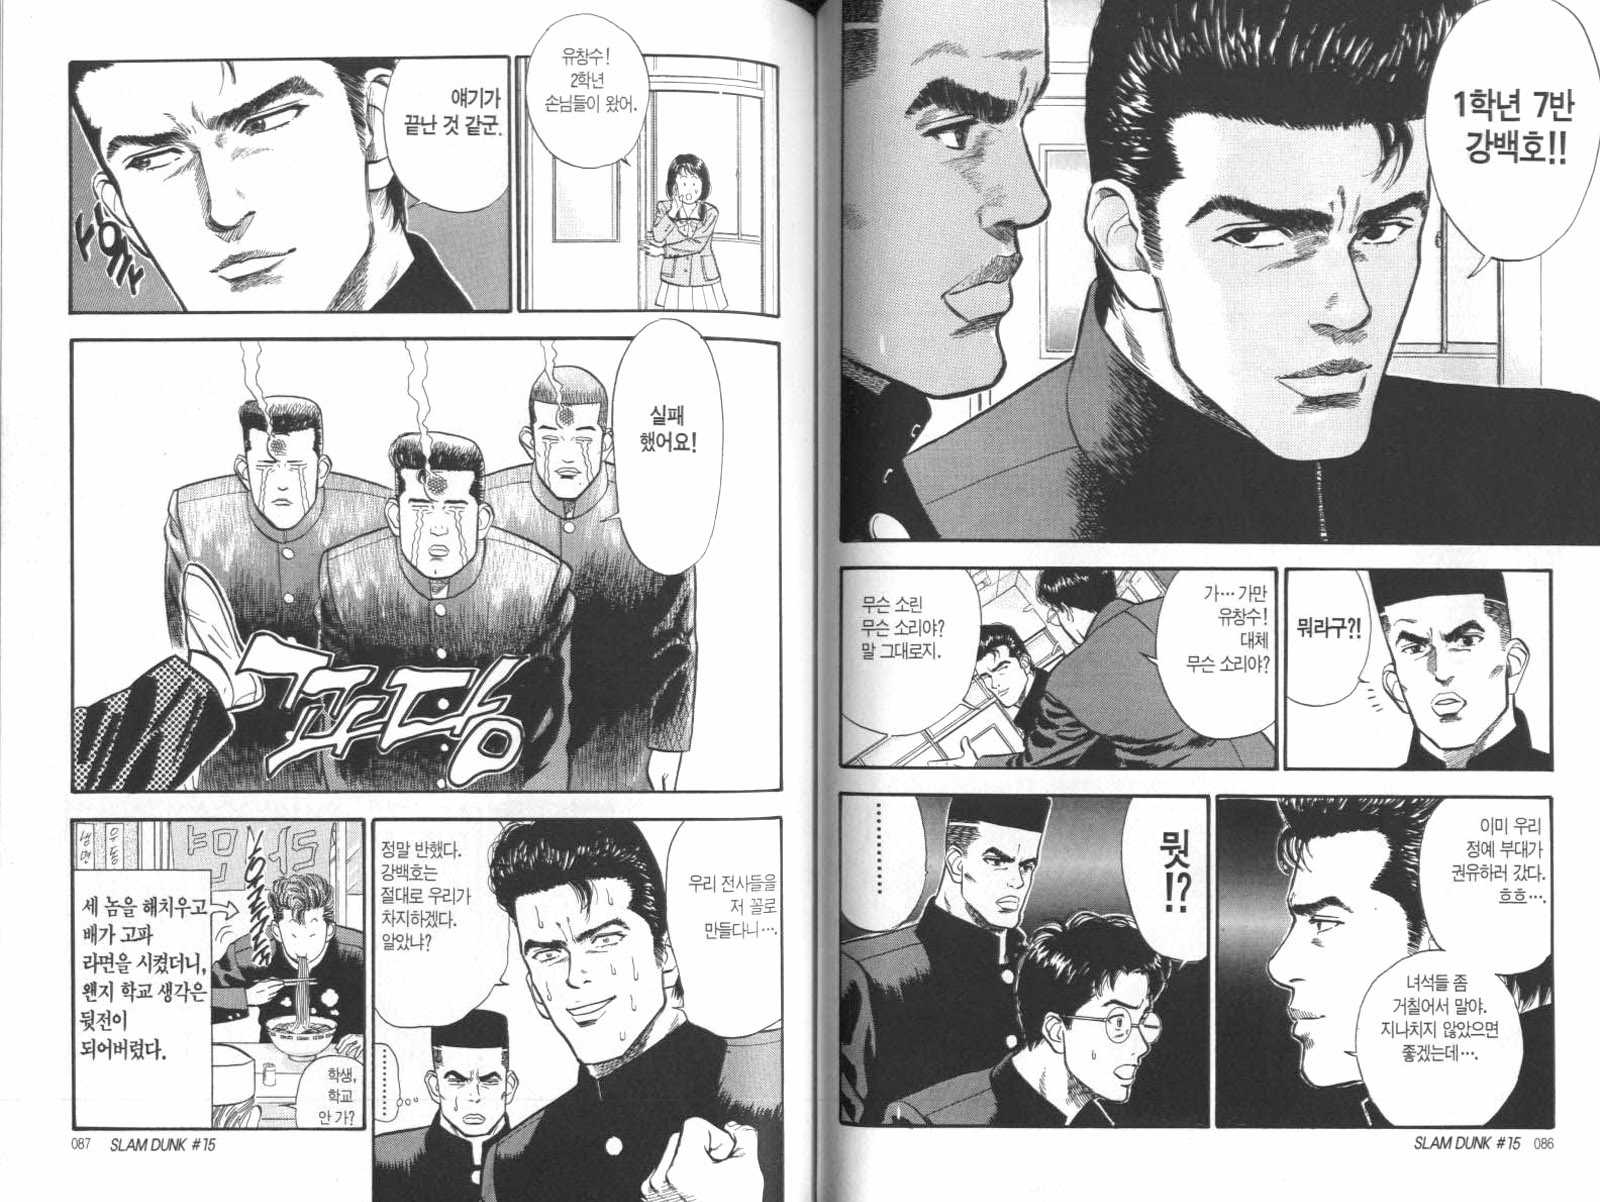 1학년 7반
강백호!!
뭐라구?!
가… 가만
유창수!
대체
무슨 소리야?
무슨 소린
무슨 소리야?
말 그대로지.
이미 우리
정예 부대가
권유하러 갔다.
흐흐….
녀석들 좀
거칠어서 말야.
지나치지 않았으면
좋겠는데….
뭣
!?
………
SLAM DUNK #15 086
유창수!
2학년
손님들이 왔어.
얘기가
끝난 것 같군.
실패
했어요!
꽈당
우리 전사들을
저 꼴로
만들다니….
정말 반했다.
강백호는
절대로 우리가
차지하겠다.
알았냐?
………
우동
냉면
세 놈을 해치우고
배가 고파
라면을 시켰더니,
왠지 학교 생각은
뒷전이
되어버렸다.
학생,
학교
안 가?
087 SLAM DUNK #15